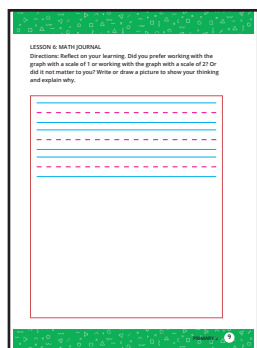 LESSON 6: MATH JOURNAL
Directions: Reflect on your learning. Did you prefer working with the
graph with a scale of 1 or working with the graph with a scale of 2? Or
did it not matter to you? Write or draw a picture to show your thinking
and explain why.
PRIMARY 2 9